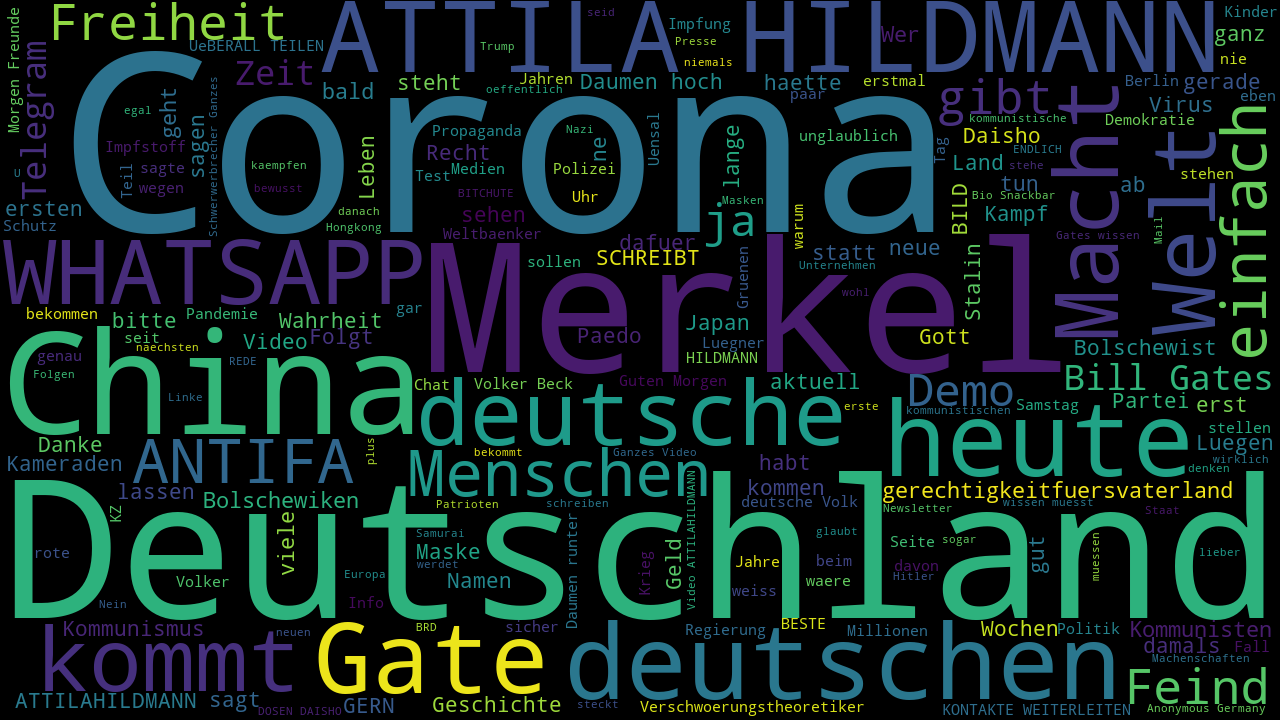 Freiheit
ATTILA HILDMANN
seid
Impfung
Kinder
Morgen Freunde
UeBERALL TEILEN
Trump
Presse
Wer
ganz
Telegram
Zeit
niemals
nie
bald
steht
Jahren
oeffentlich
Daumen hoch
haette
paar
erstmal
gibt
Berlin
gerade
egal
geht
sagen
Schwerwerbrecher Ganzes
Corona
Virus
eben
Impfstoff
kaempfen
Leben
Propaganda
Nazi
ne
Uensal
lange
unglaublich
kommunistische
Demokratie
Daisho
Macht
Welt
einfach
U
Teil
sagte
wegen
bewusst
Recht
Test
Medien
Polizei
Tag
ENDLICH
Land
stehe
stehen
ersten
Schutz
danach
Hongkong
BITCHUTE
sehen
Weltbaenker
Uhr
Masken
ja
warum
tun
ab
Bio Snackbar
BILD
Kampf
WHATSAPP
dafuer
SCHREIBT
sollen
statt
neue
Gates wissen
Mail
Merkel
Gruenen
Unternehmen
Stalin
wohl
bekommen
bitte
Pandemie
Wahrheit
gar
Japan
Gott
China
seit
naechsten
Video
Folgt
Paedo
Luegner
HILDMANN
Bolschewist
genau
Folgen
REDE
Linke
Chat
Volker Beck
Guten Morgen
aktuell
Demo
Bill Gates
deutsche
erste
kommunistischen
Samstag
Partei
erst
Danke
heute
stellen
Kameraden
ANTIFA
plus
bekommt
Ganzes Video
Menschen
habt
Luegen
wirklich
denken
lassen
KZ
Bolschewiken
Patrioten
schreiben
kommen
deutsche Volk
gerechtigkeitfuersvaterland
Newsletter
wissen muesst
Staat
Deutschland
viele
Samurai
Maske
werdet
Video ATTILAHILDMANN
glaubt
Seite
sogar
gut
rote
Krieg
Geld
Jahre
beim
davon
muessen
lieber
Volker
Europa
Namen
Daumen runter
weiss
waere
Hitler
Nein
Info
Kommunismus
neuen
BRD
sicher
Regierung
BESTE
Millionen
Wochen
Politik
Kommunisten
kommt
Gate
deutschen
damals
Fall
Machenschaften
ATTILAHILDMANN
sagt
DOSEN DAISHO
GERN
Geschichte
steckt
Verschwoerungstheoretiker
KONTAKTE WEITERLEITEN
Feind
Anonymous Germany